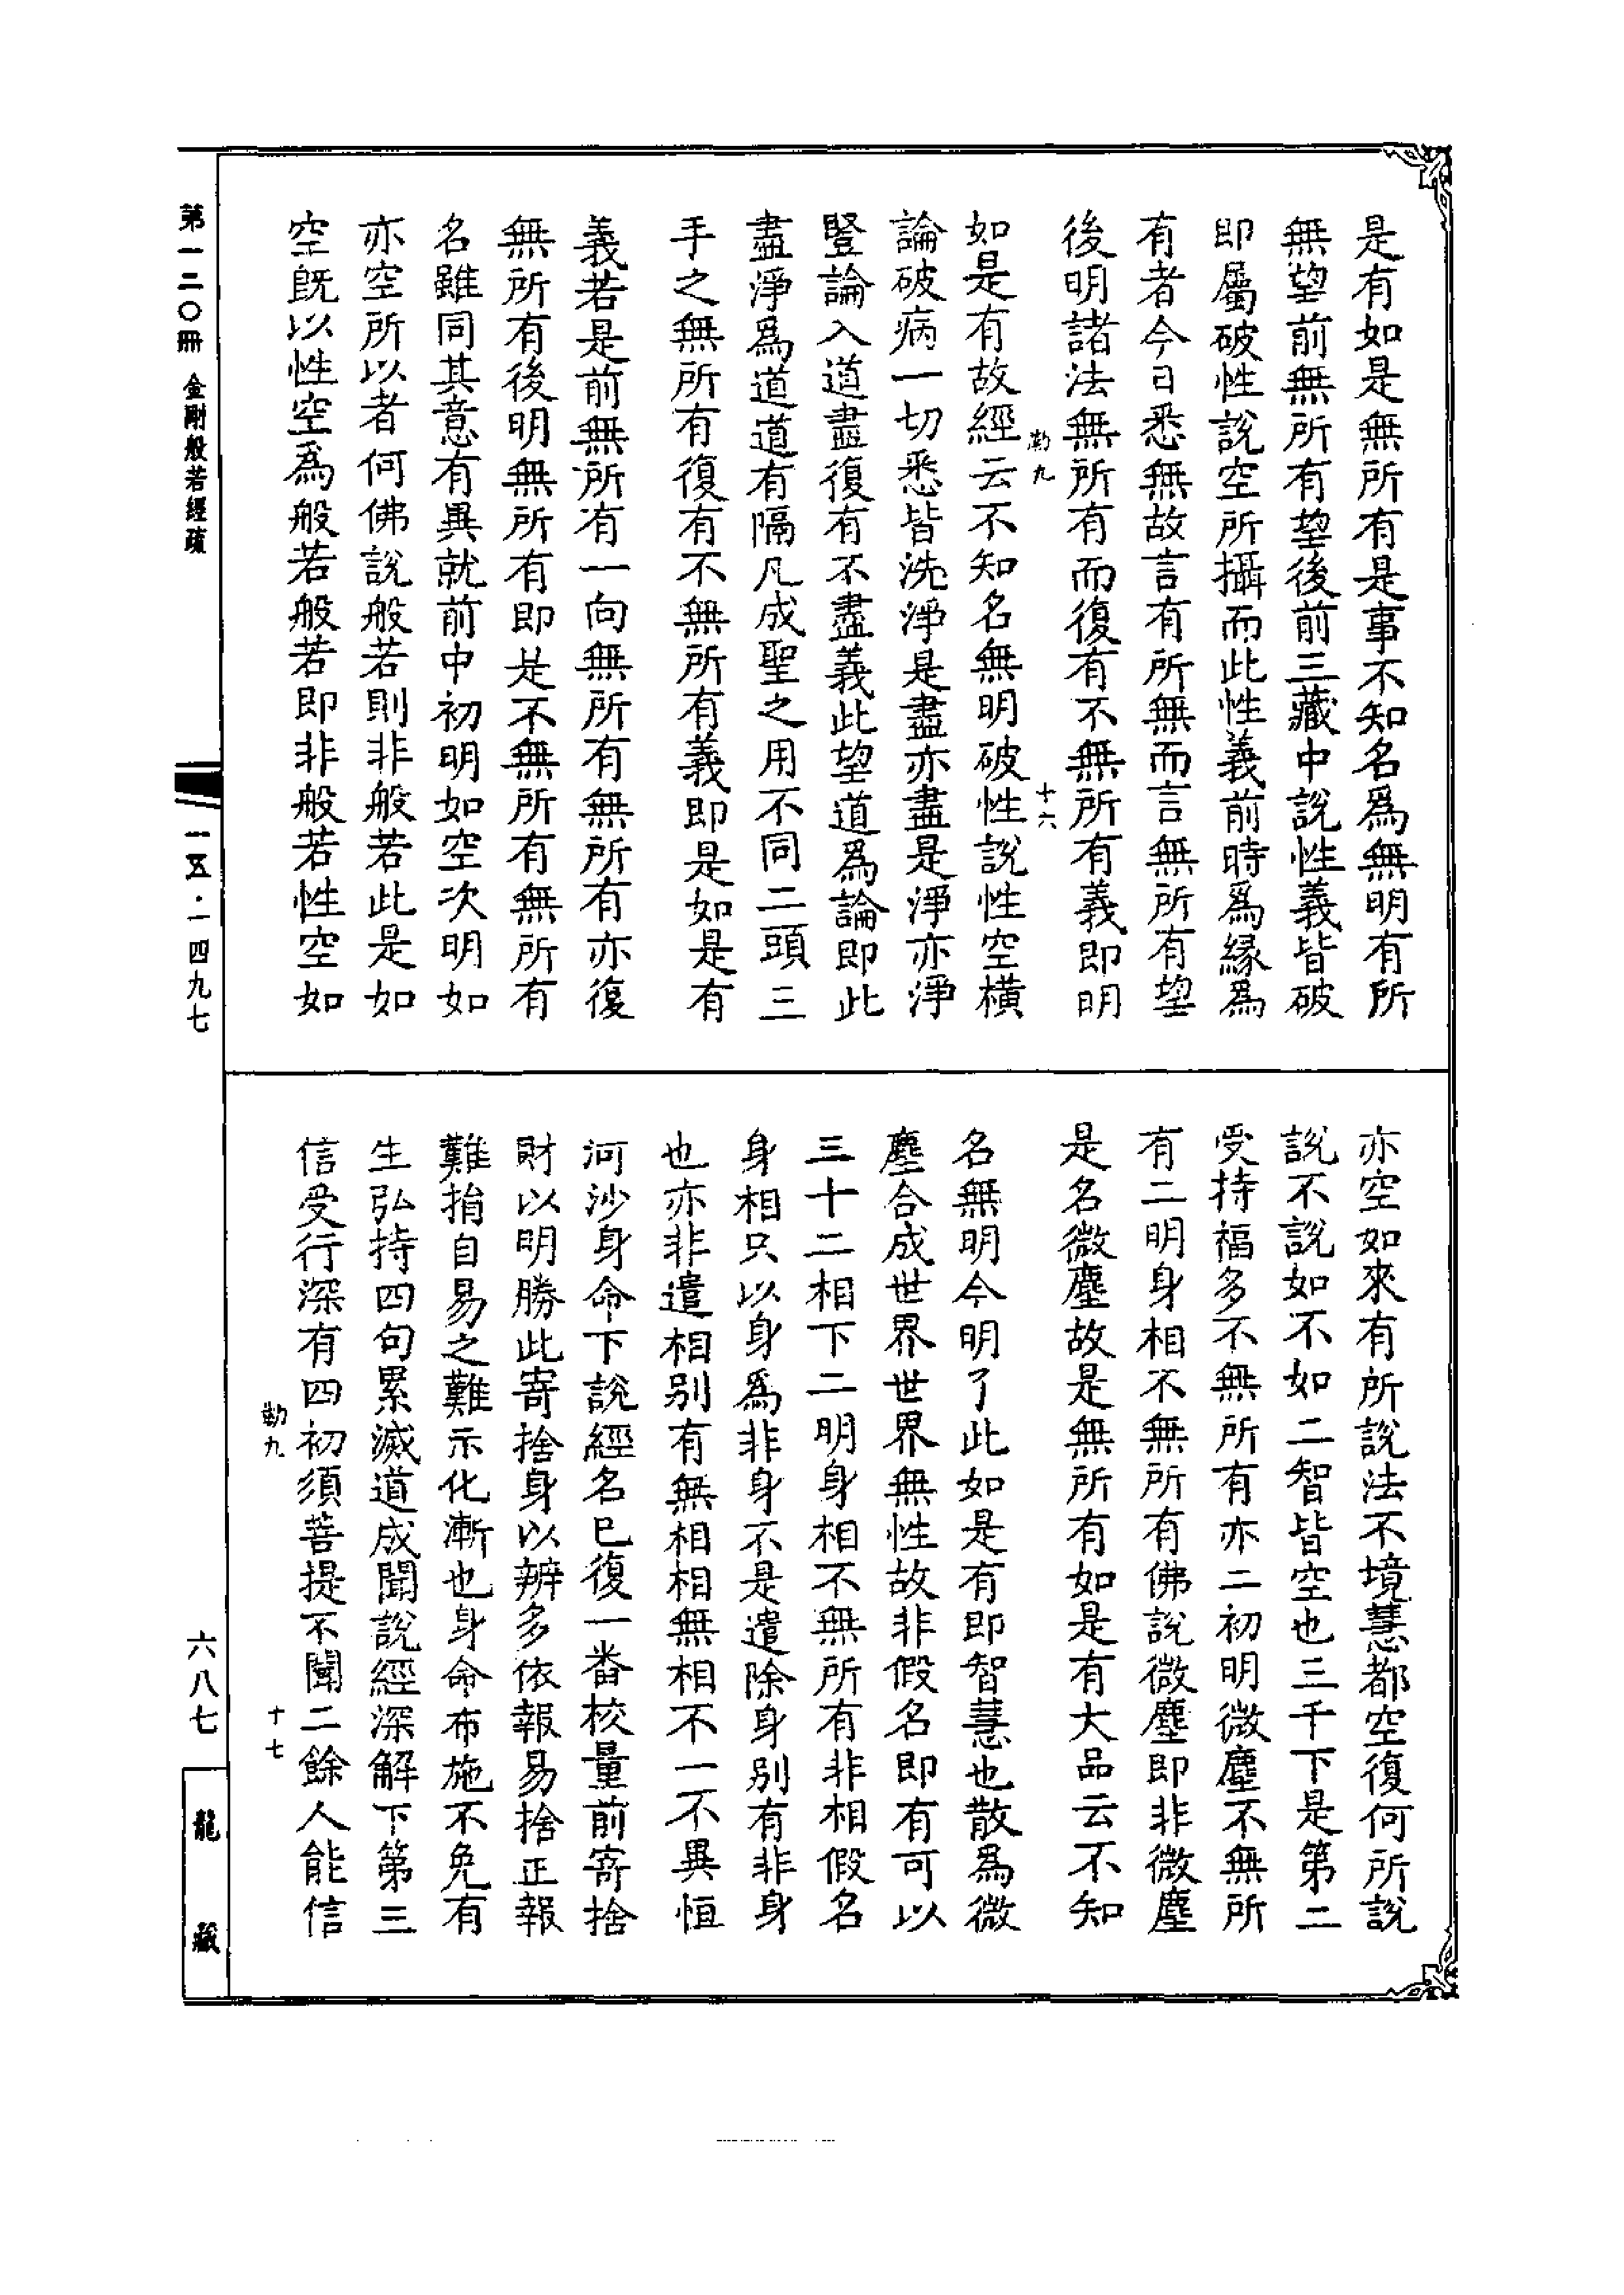 是有如是無所有是事不知名爲無明有所
無望前無所有望後前三藏中說性義皆破
即屬破性說空所攝而此性義前時爲緣爲
有者今日悉無故言有所無而言無所有望
後明諸法無所有而復有不無所有義即明
勸九
十六
如是有故經云不知名無明破性說性空橫
論破病一切悉皆洗淨是盡亦盡是淨亦淨
豎論入道盡復有不盡義此望道爲論即此
盡淨爲道道有隔凡成聖之用不同二頭三
手之無所有復有不無所有義即是如是有
義若是前無所有一向無所有無所有亦復
無所有後明無所有即是不無所有無所有
名雖同其意有異就前中初明如空次明如
亦空所以者何佛說般若則非般若此是如
空既以性空爲般若般若即非般若性空如
亦空如來有所說法不境慧都空復何所說
說不說如不如二智皆空也三千下是第二
受持福多不無所有亦二初明微塵不無所
有二明身相不無所有佛說微塵即非微塵
是名微塵故是無所有如是有大品云不知
名無明今明了此如是有即智慧也散爲微
塵合成世界世界無性故非假名即有可以
三十二相下二明身相不無所有非相假名
身相只以身爲非身不是遣除身別有非身
也亦非遣相別有無相相無相不一不異恒
河沙身命下說經名已復一番校量前寄捨
財以明勝此寄捨身以辨多依報易捨正報
難捐自易之難示化漸也身命布施不免有
生弘持四句累滅道成聞說經深解下第三
信受行深有四初須菩提不聞二餘人能信
勸九
十七
第一二〇冊 金剛般若經疏
一五·一四九七
六八七
龍藏